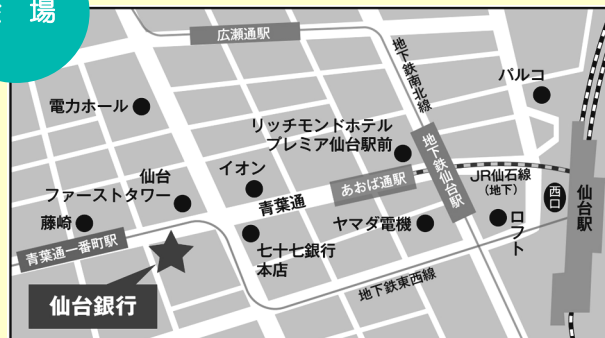 会場
広瀬通駅
地下鉄南北線
パルコ
電力ホール
リッチモンドホテル
プレミア仙台駅前
地下鉄仙台駅
仙台
ファーストタワー
イオン
あおば通駅
JR仙石線
(地下)
西口
仙台駅
藤崎
青葉通
ヤマダ電機
ロフト
青葉通一番町駅
七十七銀行
本店
地下鉄東西線
仙台銀行